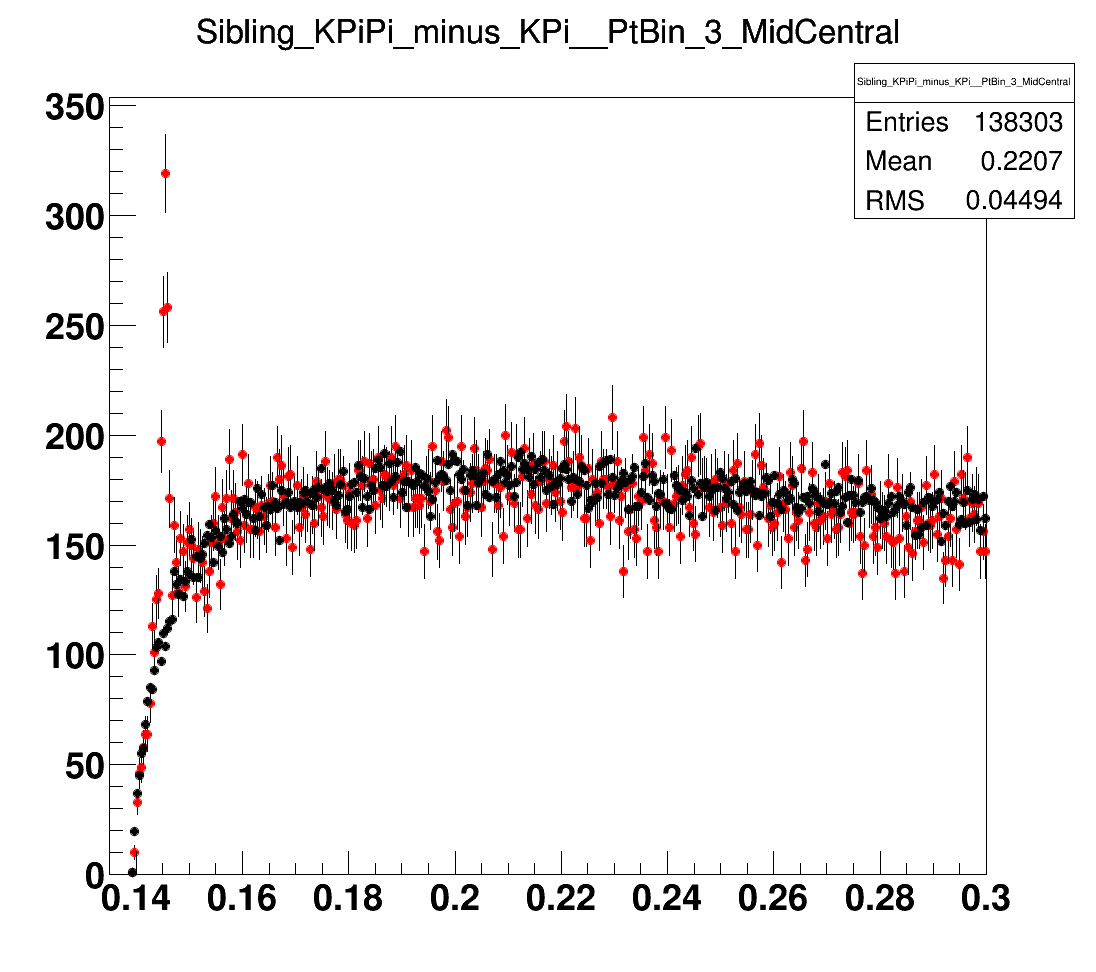 Sibling_KPiPi_minus_KPi__PtBin_3_MidCentral
Sibling_KPiPi_minus_KPi__PtBin_3_MidCentral
Entries 138303
Mean 0.2207
RMS 0.04494
350
300
250
200
150
100
50
0
0.14 0.16 0.18 0.2 0.22 0.24 0.26 0.28 0.3